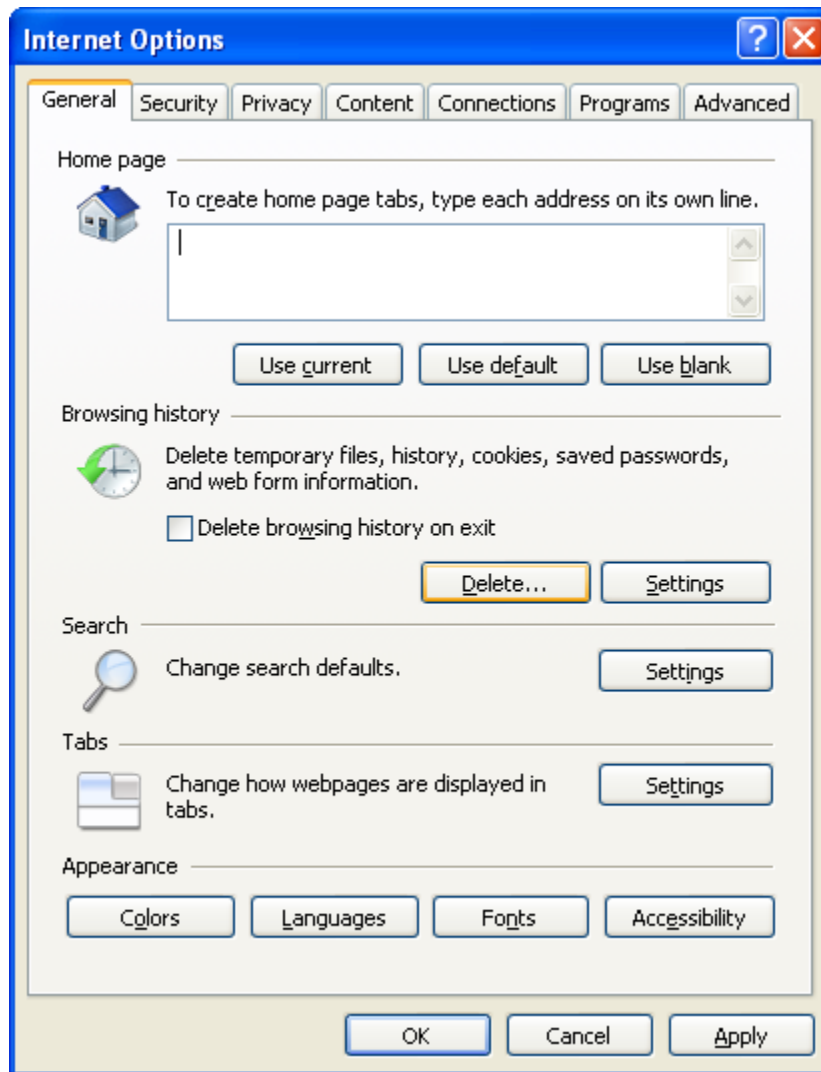 Internet Options
General Security Privacy Content Connections Programs Advanced
Home page
To create home page tabs, type each address on its own line.
Use current Use default Use blank
Browsing history
Delete temporary files, history, cookies, saved passwords,
and web form information.
Delete browsing history on exit
Delete... Settings
Search
Change search defaults. Settings
Tabs
Change how webpages are displayed in Settings
tabs.
Appearance
Colors Languages Fonts Accessibility
OK Cancel Apply